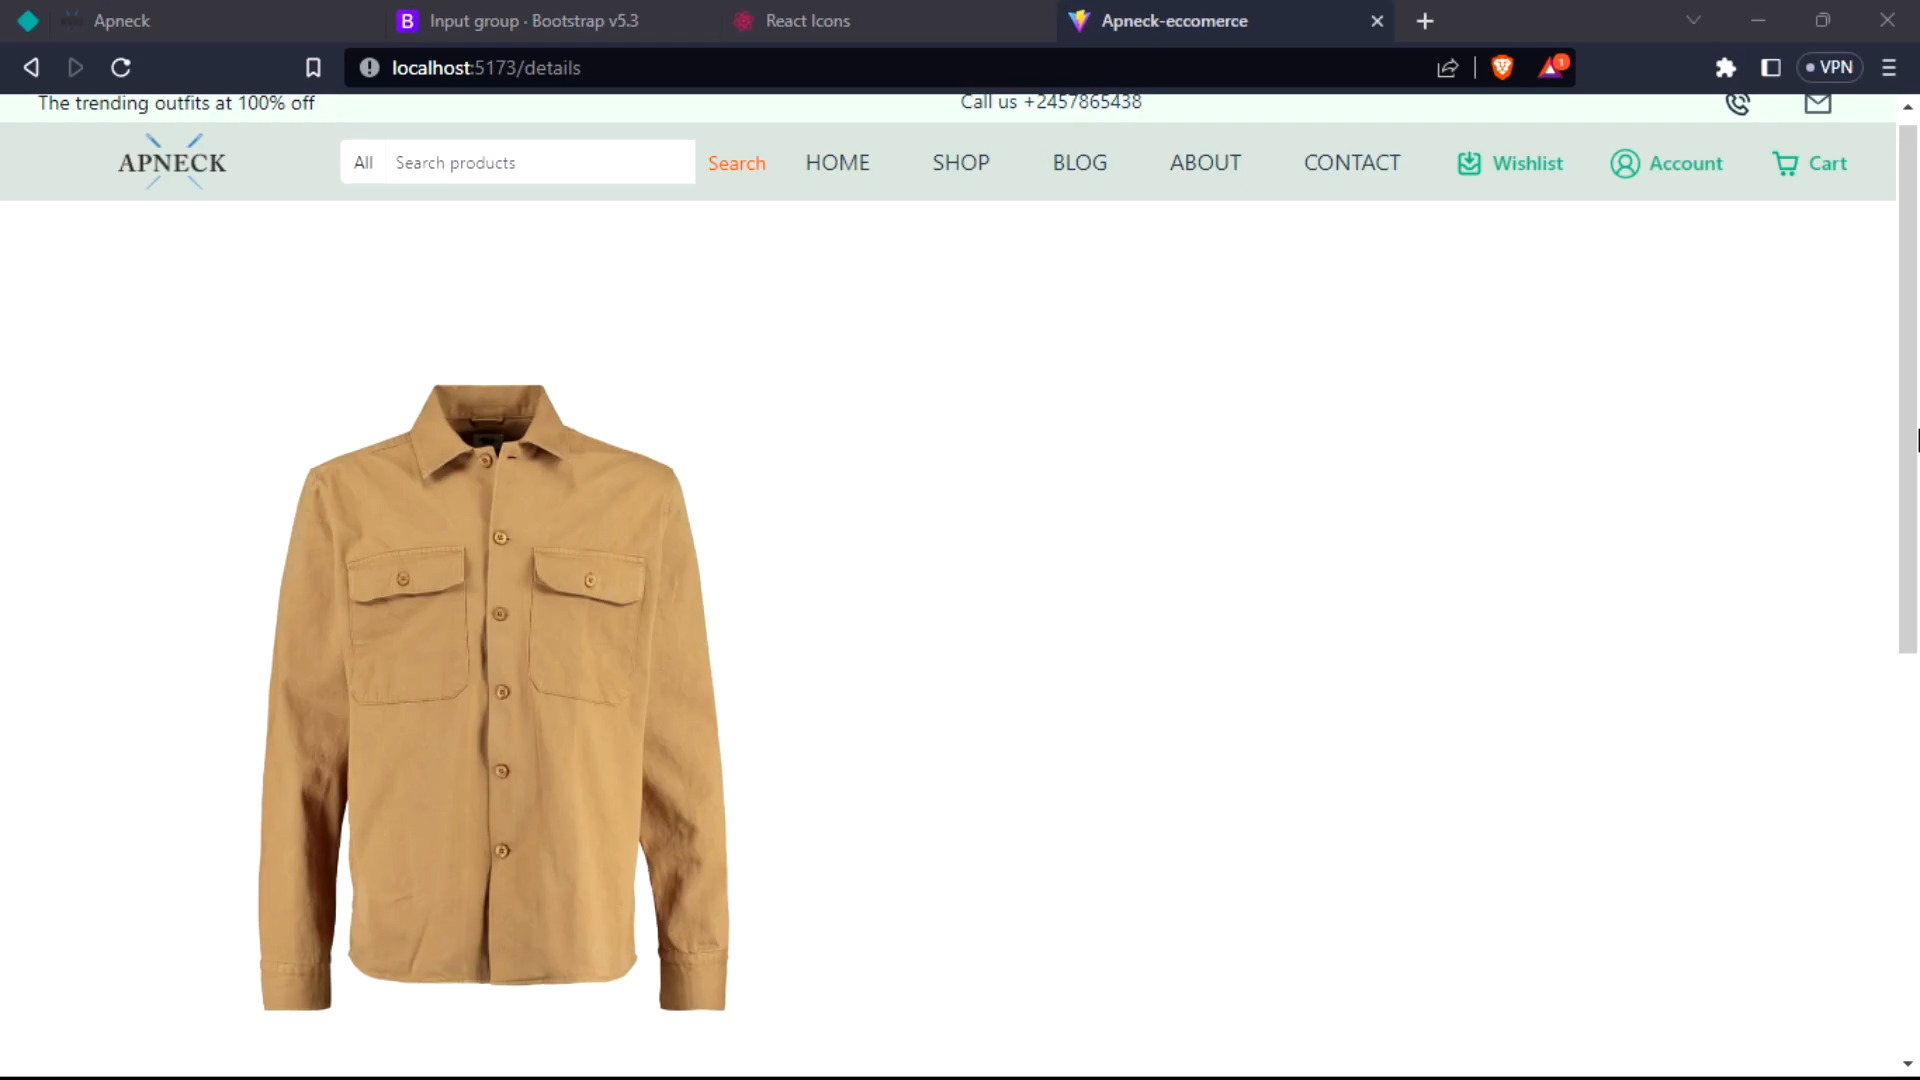 Apneck
B Input group · Bootstrap v5.3
React Icons
Apneck-eccomerce
localhost:5173/details
1
VPN
The trending outfits at 100% off
Call us +2457865438
APNECK
All
Search products
Search
HOME
SHOP
BLOG
ABOUT
CONTACT
Wishlist
Account
Cart